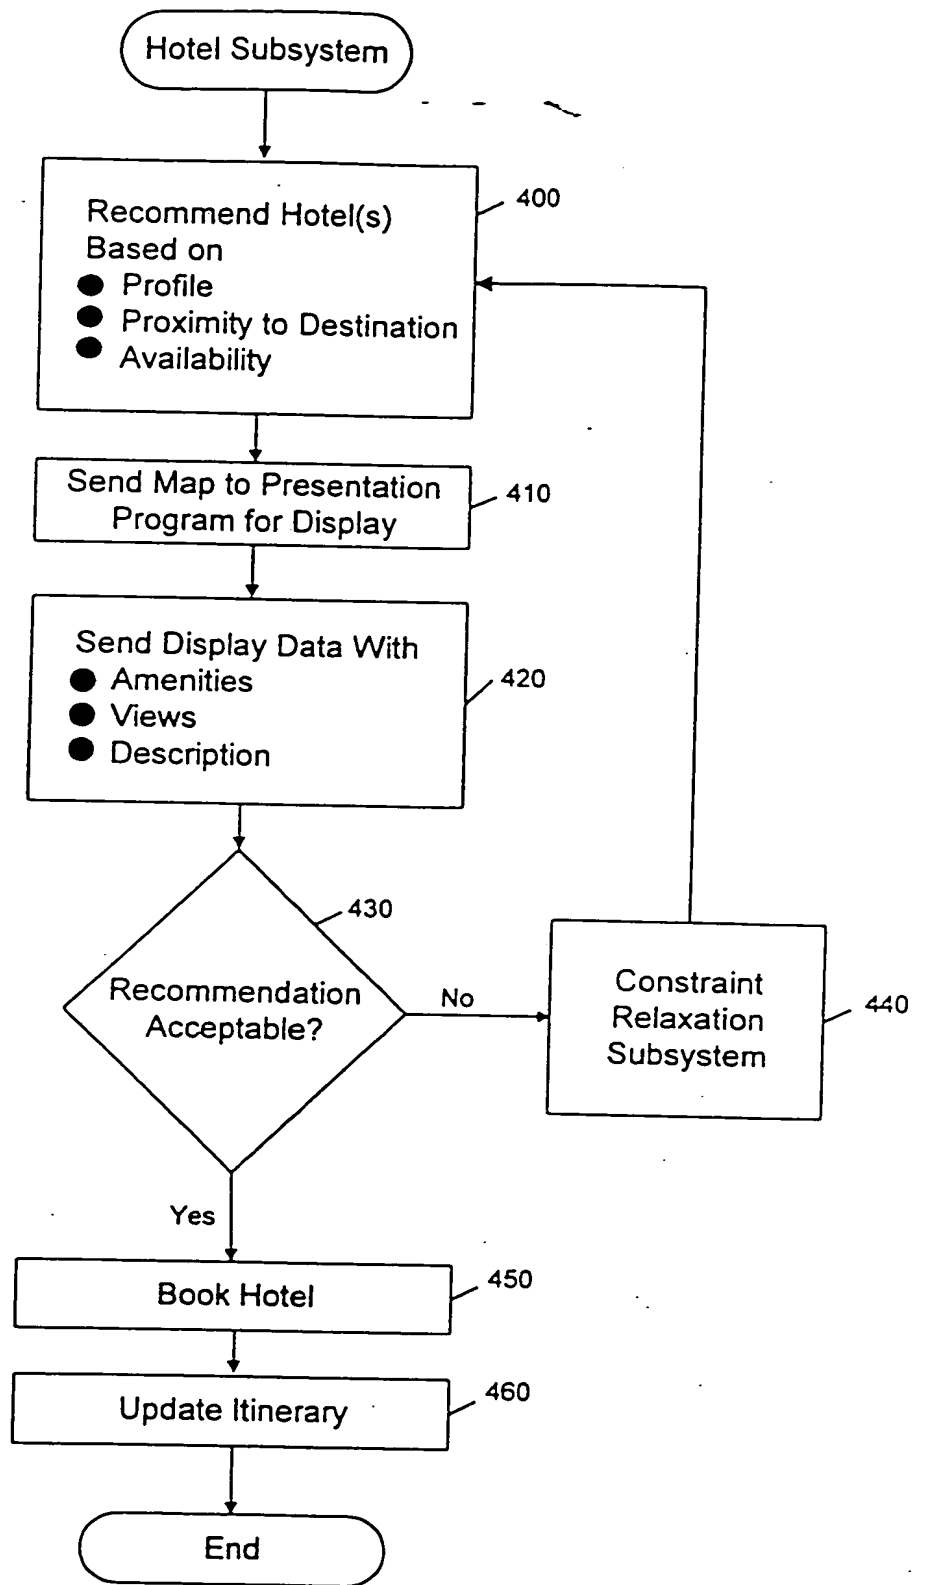 Hotel Subsystem
400
Recommend Hotel(s)
Based on
● Profile
● Proximity to Destination
● Availability
Send Map to Presentation
Program for Display
410
Send Display Data With
● Amenities
● Views
● Description
420
430
Recommendation
Acceptable?
No
Constraint
Relaxation
Subsystem
440
Yes
Book Hotel
450
Update Itinerary
460
End